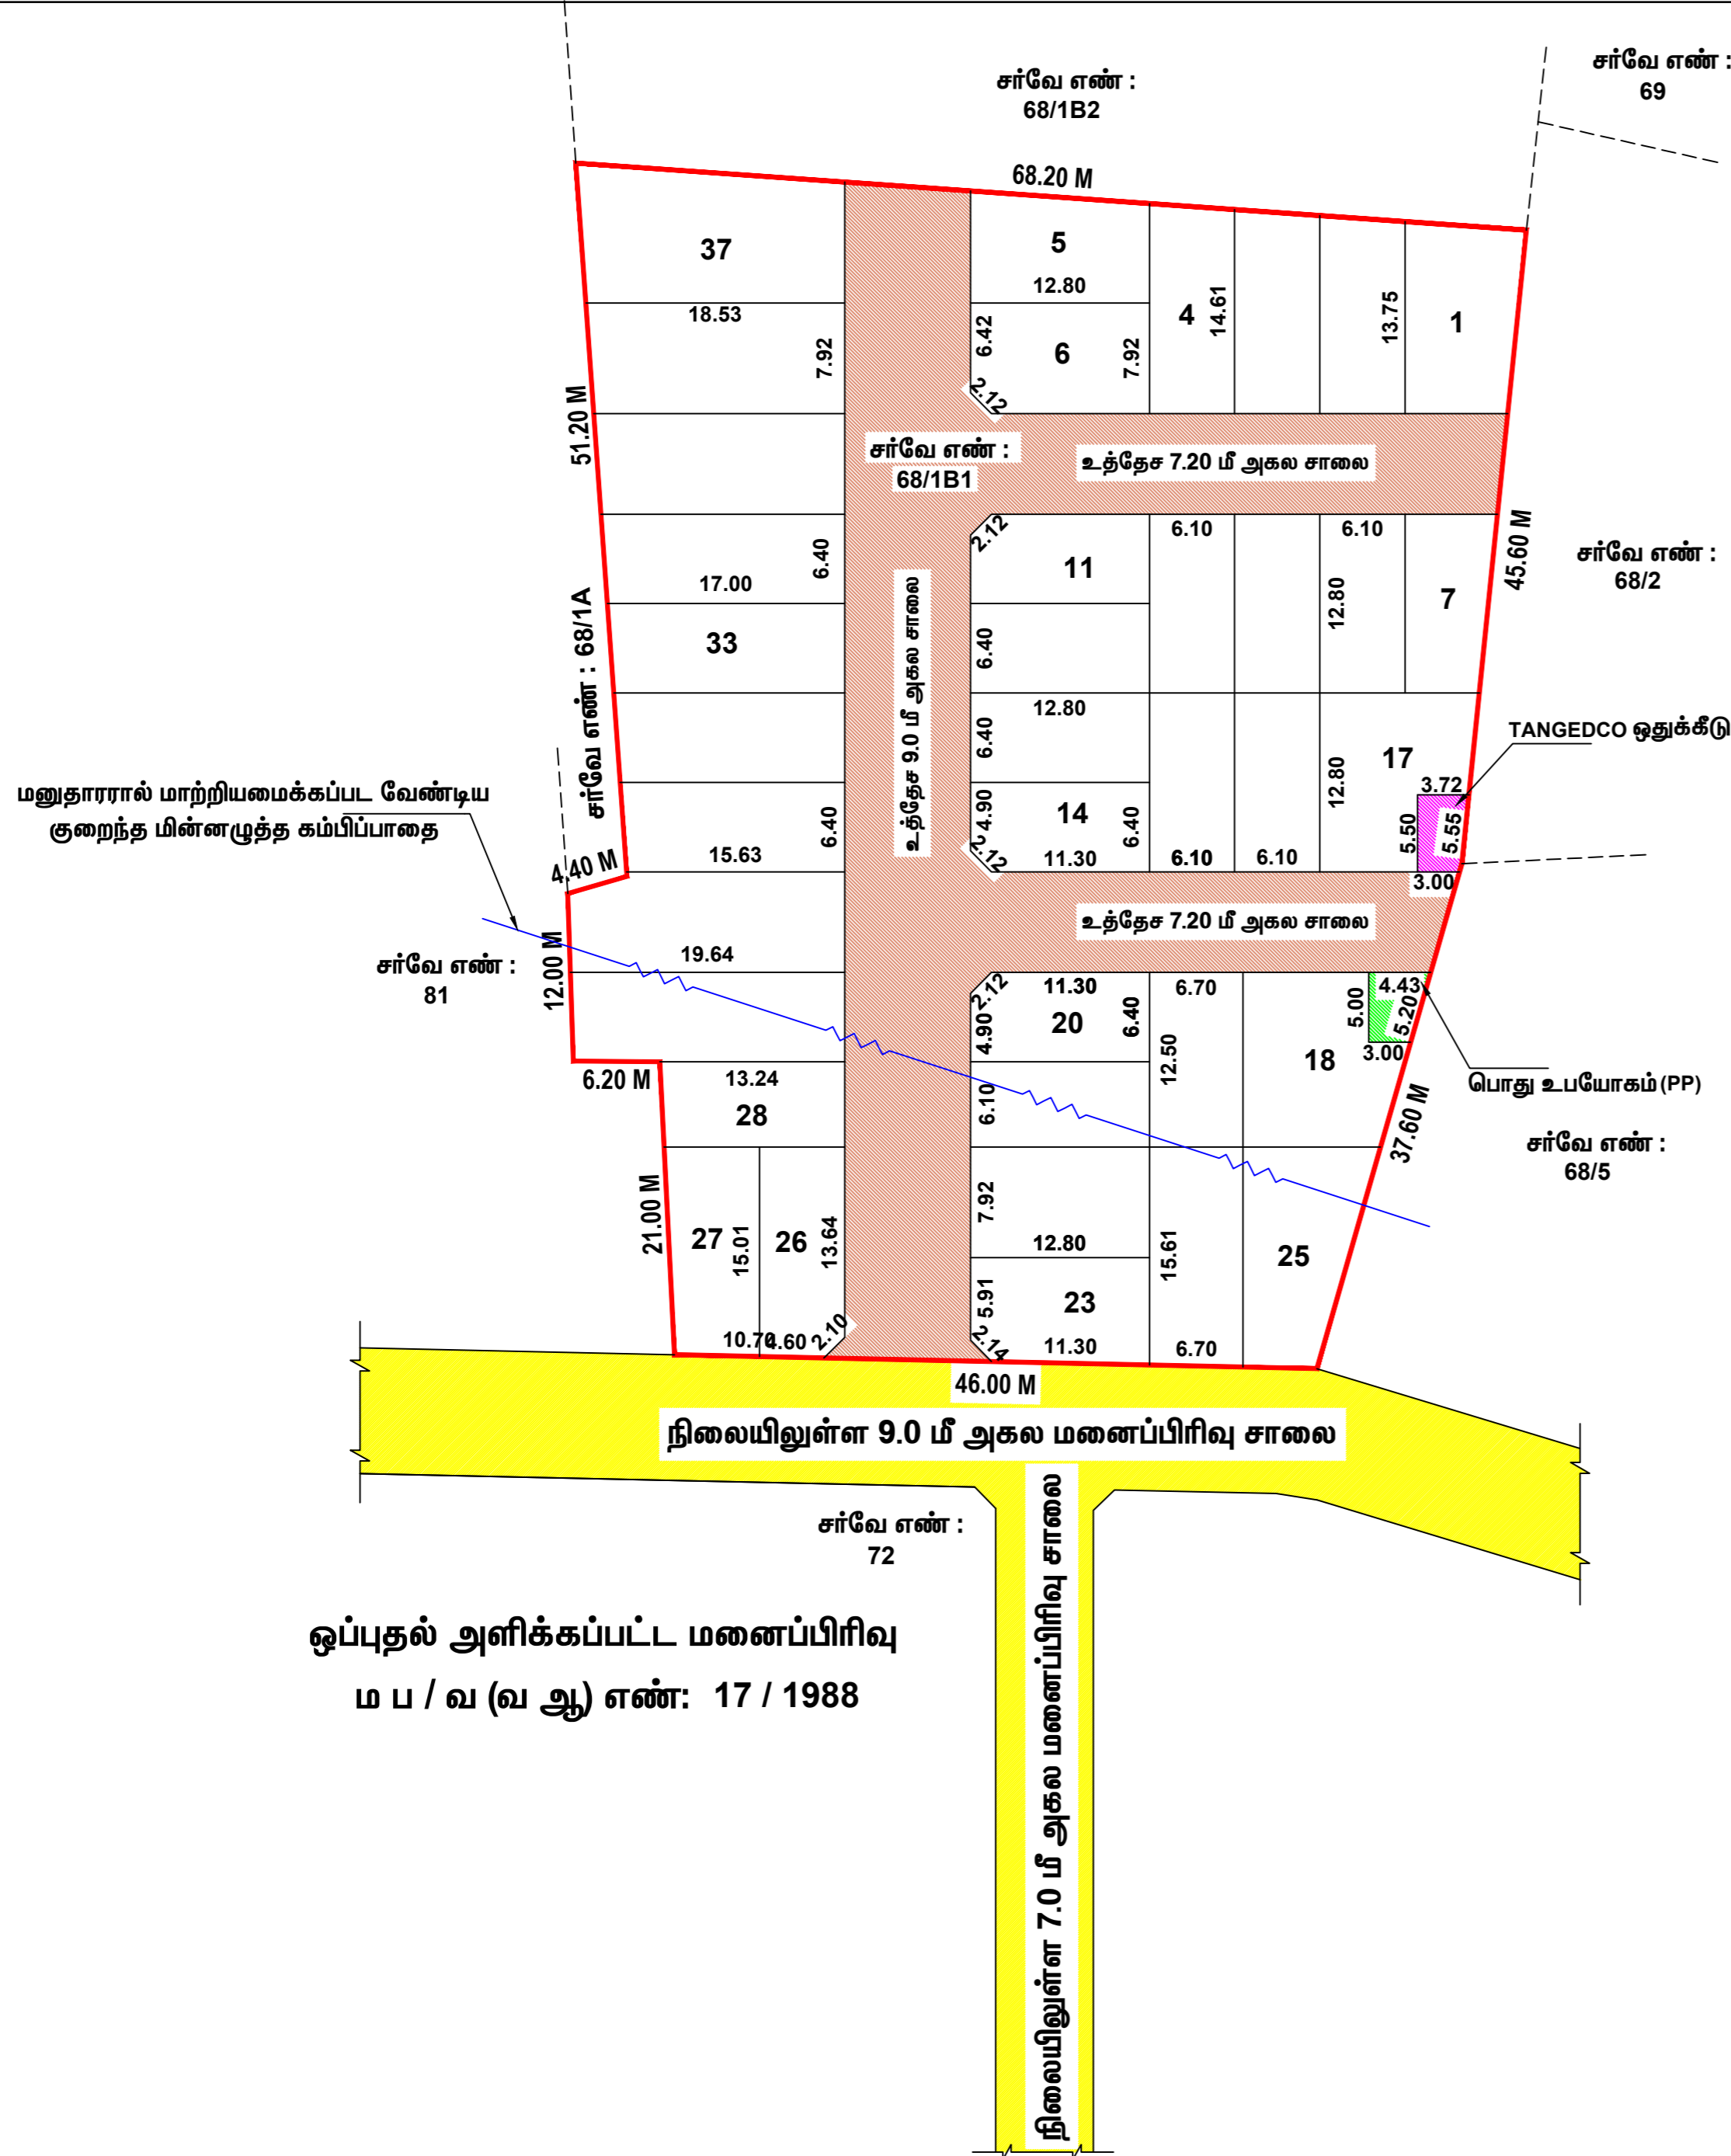 சர்வே எண் :
69
சர்வே எண் :
68/1B2
68.20 M
37
5
12.80
18.53
7.92
6.42
6
7.92
4
14.61
13.75
1
2.12
51.20 M
சர்வே எண் :
68/1B1
உத்தேச 7.20 மீ அகல சாலை
2.12
6.10
6.10
45.60 M
சர்வே எண் :
68/2
6.40
11
17.00
12.80
7
சர்வே எண் : 68/1A
33
உத்தேச 9.0 மீ அகல சாலை
6.40
12.80
6.40
17
TANGEDCO ஒதுக்கீடு
12.80
3.72
மனுதாரரால் மாற்றியமைக்கப்பட வேண்டிய
குறைந்த மின்னழுத்த கம்பிப்பாதை
6.40
4.90
14
6.40
5.50
5.55
15.63
2.12
11.30
6.10
6.10
4.40 M
3.00
உத்தேச 7.20 மீ அகல சாலை
19.64
சர்வே எண் :
81
12.00 M
2.12
11.30
6.70
4.43
4.90
20
6.40
5.00
5.20
12.50
18
3.00
6.20 M
13.24
பொது உபயோகம்(PP)
28
6.10
37.60 M
சர்வே எண் :
68/5
21.00 M
7.92
27
15.01
26
13.64
12.80
15.61
25
5.91
23
10.70
4.60
2.10
2.14
11.30
6.70
46.00 M
நிலையிலுள்ள 9.0 மீ அகல மனைப்பிரிவு சாலை
சர்வே எண் :
72
நிலையிலுள்ள 7.0 மீ அகல மனைப்பிரிவு சாலை
ஒப்புதல் அளிக்கப்பட்ட மனைப்பிரிவு
ம ப / வ (வ ஆ) எண்: 17 / 1988